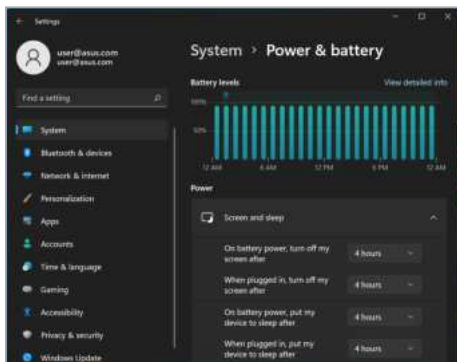 Settings
user@asus.com
user@asus.com
Find a setting
System
Bluetooth & devices
Network & internet
Personalization
Apps
Accounts
Time & language
Gaming
Accessibility
Privacy & security
Windows Update
System > Power & battery
Battery levels View detailed info
100%
50%
12 AM 6 AM 12 PM 6 PM 12 AM
Power
Screen and sleep
On battery power, turn off my
screen after
4 hours
When plugged in, turn off my
screen after
4 hours
On battery power, put my
device to sleep after
4 hours
When plugged in, put my
device to sleep after
4 hours